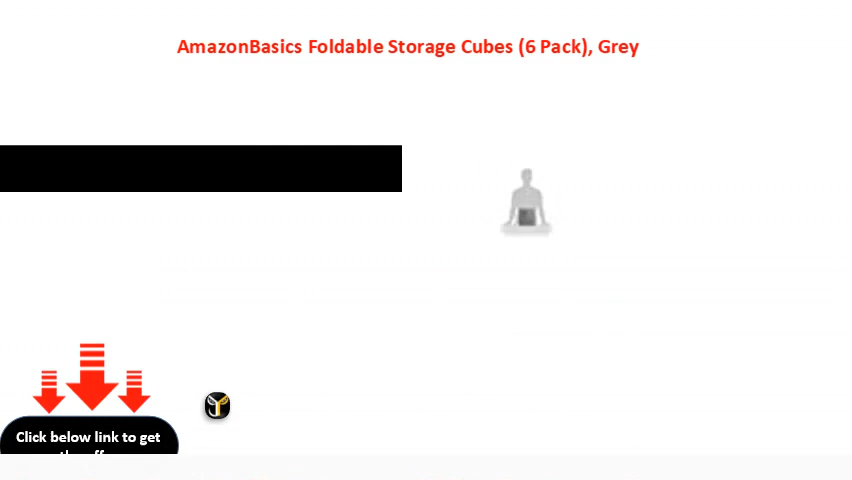 AmazonBasics Foldable Storage Cubes (6 Pack), Grey
Click below link to get